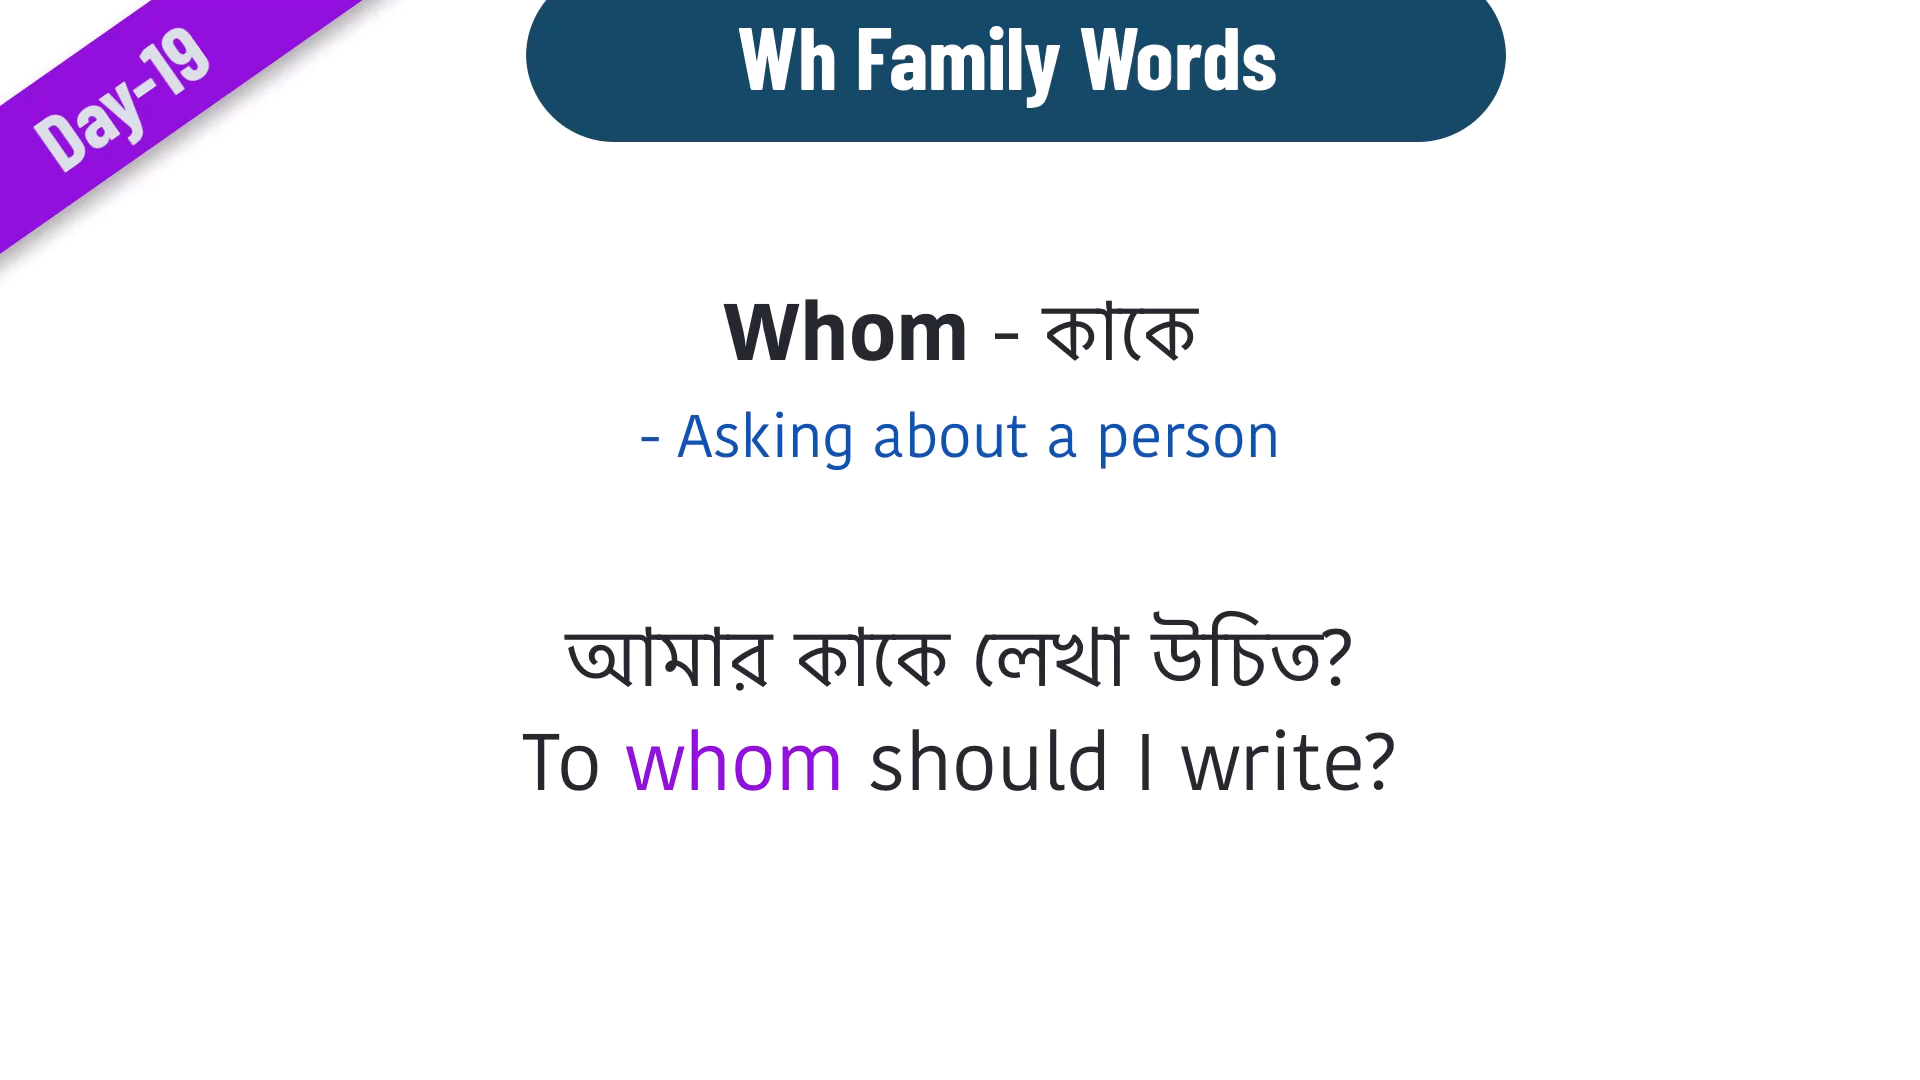 Day-19
Wh Family Words
Whom - কাকে
- Asking about a person
আমার কাকে লেখা উচিত?
To whom should I write?